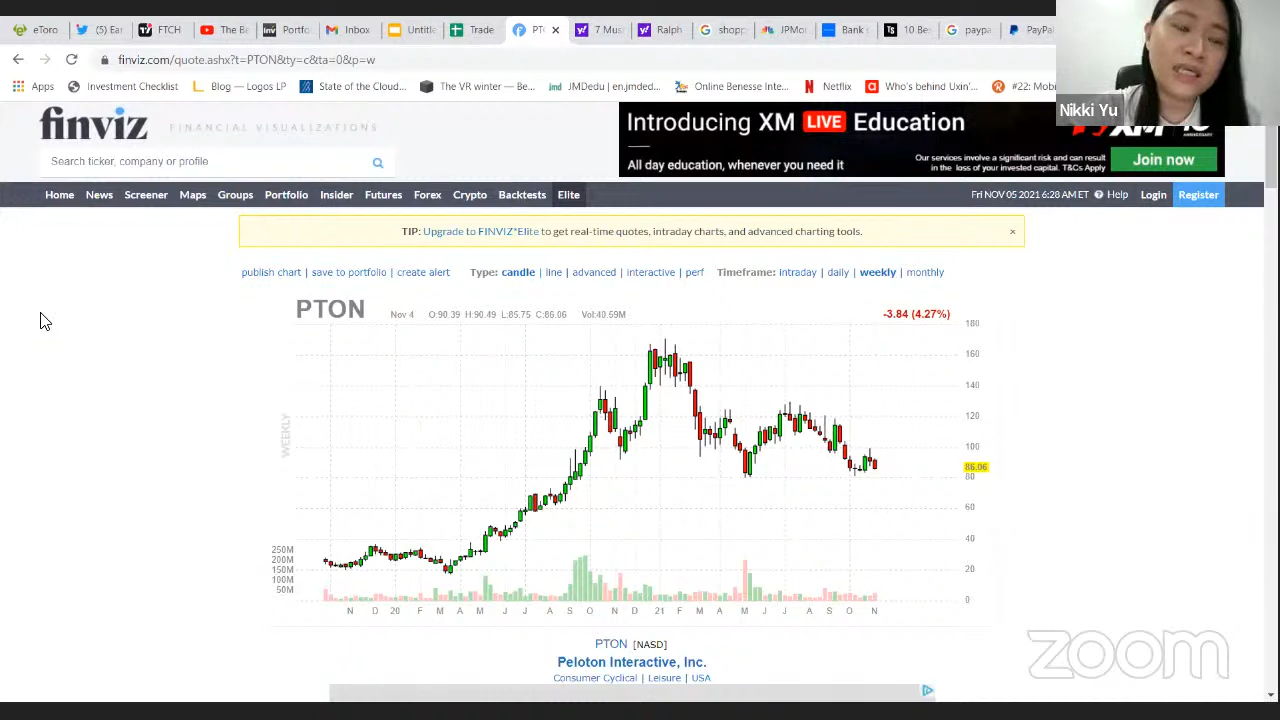 eToro (5) Ea FTCH The Be Portfo Inbox Untitle Trade PT 7 Mus Ralph shopp JPMor Bank 10 Bes paypa PayPa
finviz.com/quote.ashx?t=PTON&ty=c&ta=0&p=w
Apps Investment Checklist Blog — Logos LP State of the Cloud... The VR winter — Be... JMDedu | en.jmded... Online Benesse Inte... Netflix Who's behind Uxin'... #22: Mobi
Nikki Yu
finviz FINANCIAL VISUALIZATIONS
Introducing XM LIVE Education
All day education, whenever you need it
Our services involve a significant risk and can result
in the loss of your invested capital. T&Cs Apply
Join now
Search ticker, company or profile
Home News Screener Maps Groups Portfolio Insider Futures Forex Crypto Backtests Elite Fri NOV 05 2021 6:28 AM ET Help Login Register
TIP: Upgrade to FINVIZ*Elite to get real-time quotes, intraday charts, and advanced charting tools. ×
publish chart | save to portfolio | create alert Type: candle | line | advanced | interactive | perf Timeframe: intraday | daily | weekly | monthly
PTON Nov 4 O:90.39 H:90.49 L:85.75 C:86.06 Vol:40.59M -3.84 (4.27%)
180
160
140
120
WEEKLY
100
86.06
80
60
40
20
0
250M
200M
150M
100M
50M
N D 20 F M A M J J A S O N D 21 F M A M J J A S O N
PTON [NASD]
Peloton Interactive, Inc.
Consumer Cyclical | Leisure | USA
zoom